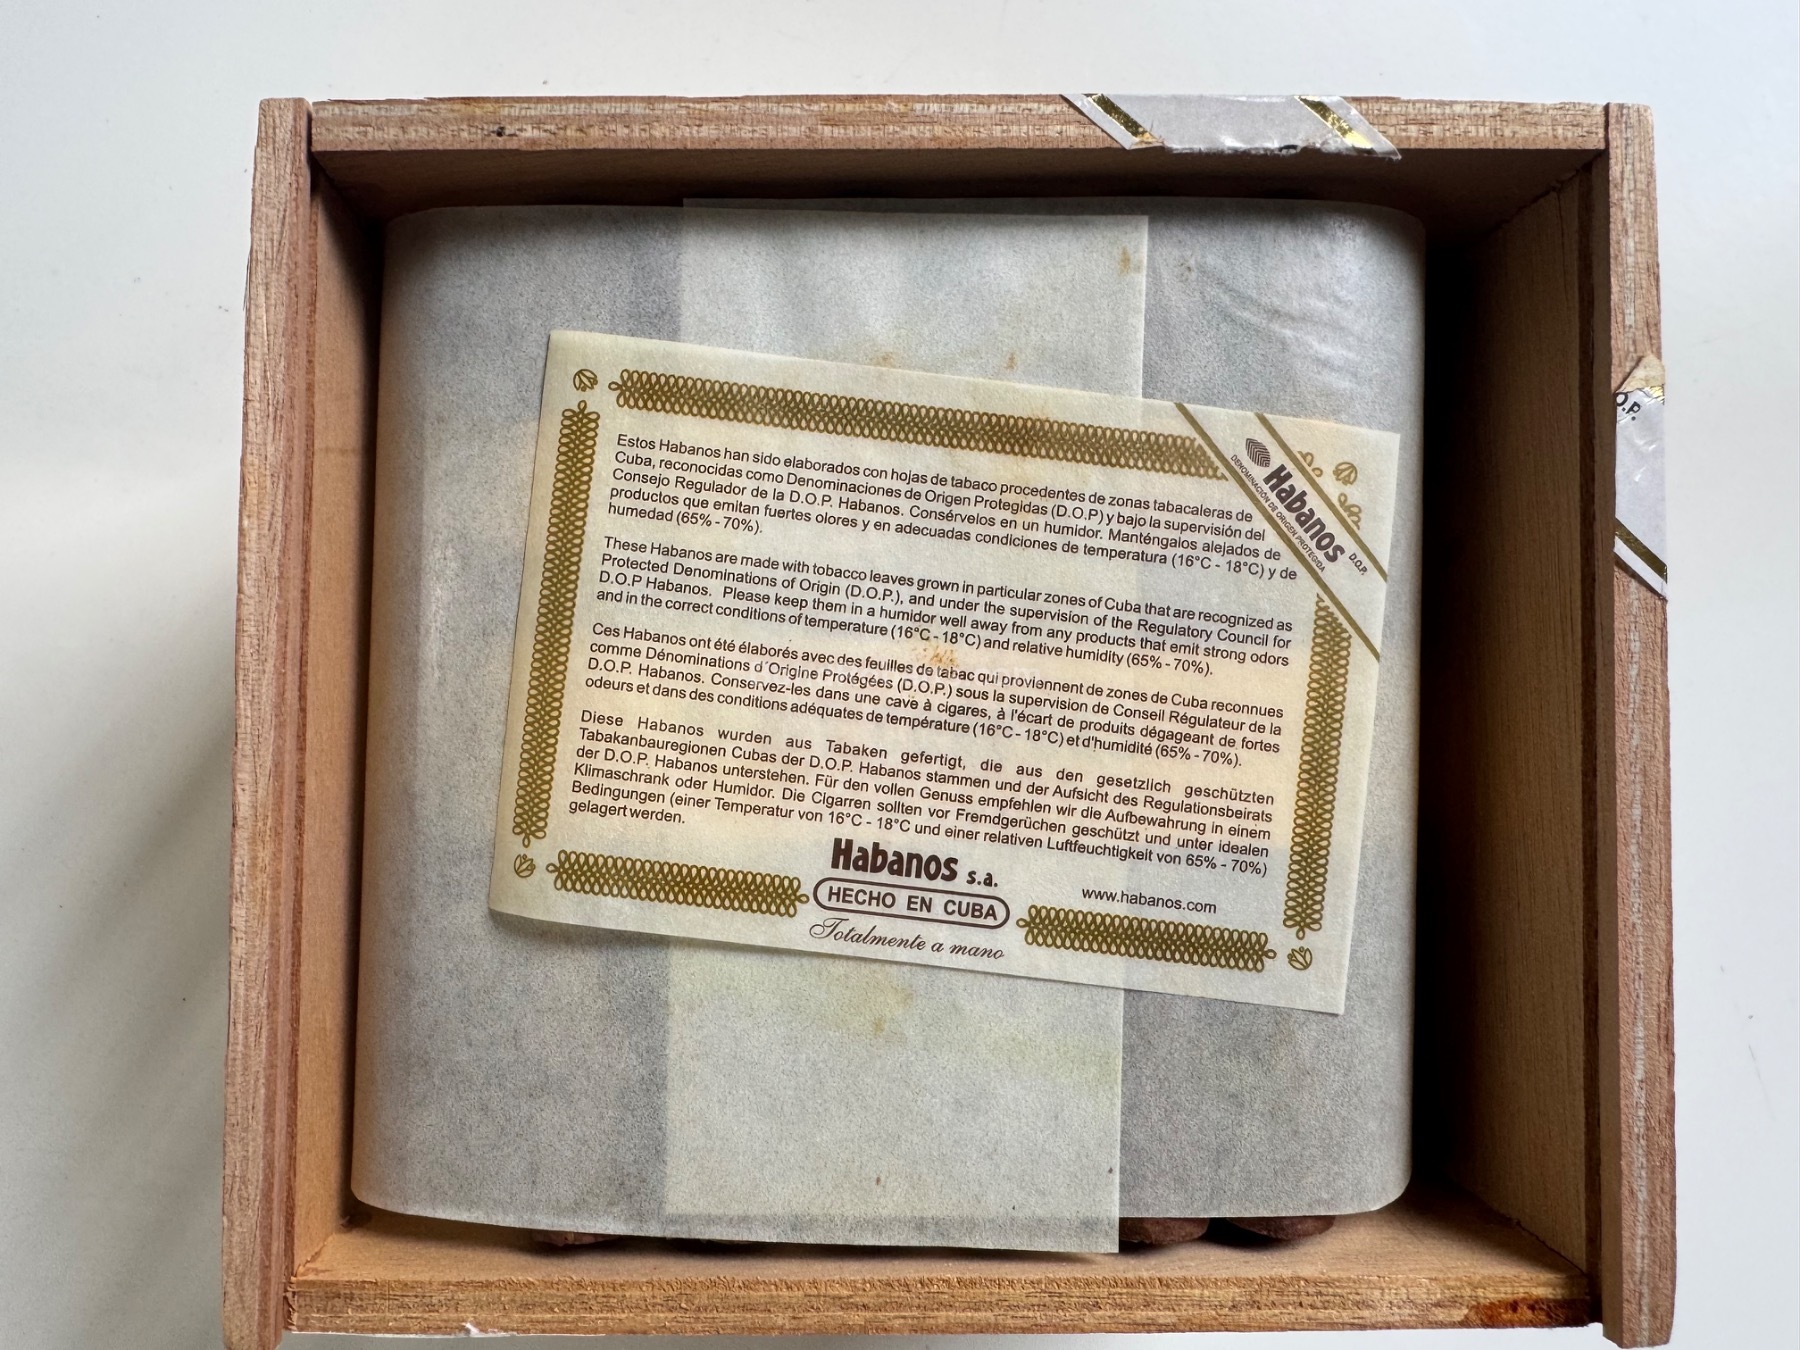 Estos Habanos han sido elaborados con hojas de tabaco procedentes de zonas tabacaleras de
Cuba, reconocidas como Denominaciones de Origen Protegidas (D.O.P) y bajo la supervisión del
Consejo Regulador de la D.O.P. Habanos. Consérvelos en un humidor. Manténgalos alejados de
productos que emitan fuertes olores y en adecuadas condiciones de temperatura (16°C - 18°C) y de
humedad (65% - 70%).
These Habanos are made with tobacco leaves grown in particular zones of Cuba that are recognized as
Protected Denominations of Origin (D.O.P.), and under the supervision of the Regulatory Council for
D.O.P Habanos. Please keep them in a humidor well away from any products that emit strong odors
and in the correct conditions of temperature (16°C - 18°C) and relative humidity (65% - 70%).
Ces Habanos ont été élaborés avec des feuilles de tabac qui proviennent de zones de Cuba reconnues
comme Dénominations d´Origine Protégées (D.O.P.) sous la supervision de Conseil Régulateur de la
D.O.P. Habanos. Conservez-les dans une cave à cigares, à l'écart de produits dégageant de fortes
odeurs et dans des conditions adéquates de température (16°C - 18°C) et d'humidité (65% - 70%).
Diese Habanos wurden aus Tabaken gefertigt, die aus den gesetzlich geschützten
Tabakanbauregionen Cubas der D.O.P. Habanos stammen und der Aufsicht des Regulationsbeirats
der D.O.P. Habanos unterstehen. Für den vollen Genuss empfehlen wir die Aufbewahrung in einem
Klimaschrank oder Humidor. Die Cigarren sollten vor Fremdgerüchen geschützt und unter idealen
Bedingungen (einer Temperatur von 16°C - 18°C und einer relativen Luftfeuchtigkeit von 65% - 70%)
gelagert werden.
Habanos s.a.
HECHO EN CUBA
Totalmente a mano
www.habanos.com
Habanos D.O.P.
DENOMINACIÓN DE ORIGEN PROTEGIDA
O.P.